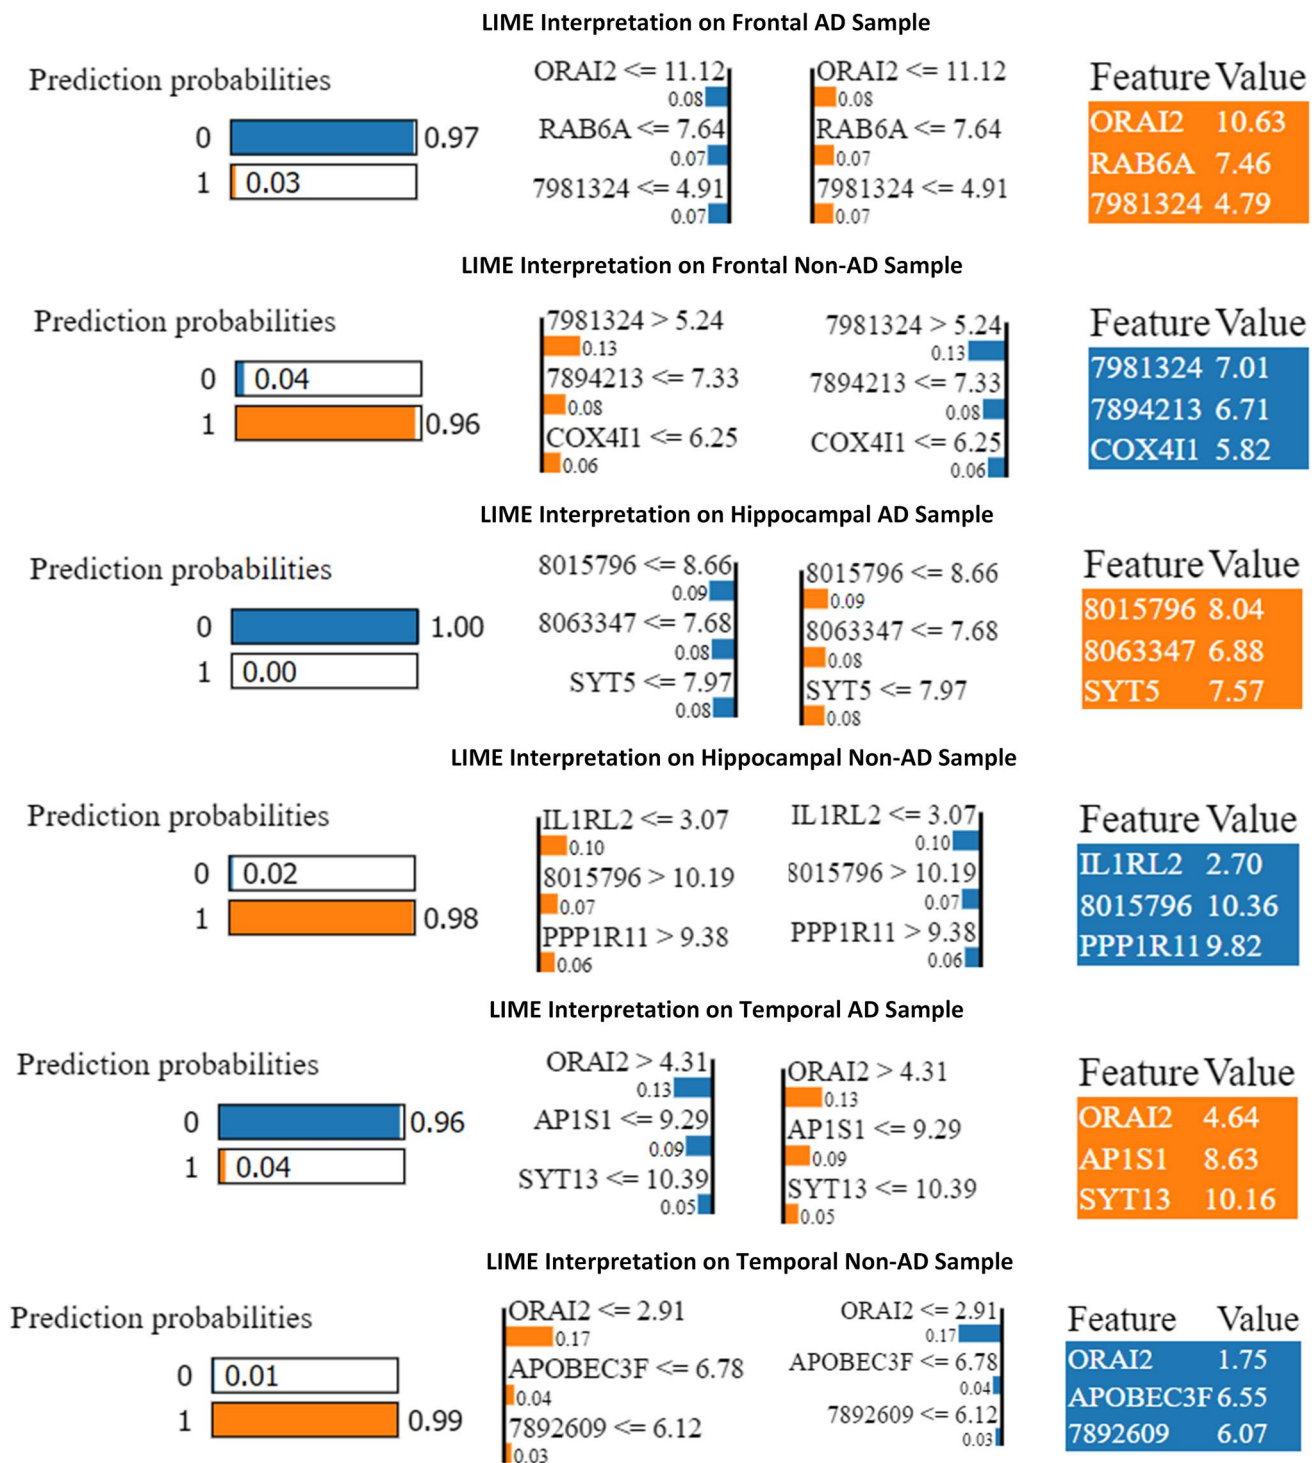 LIME Interpretation on Frontal AD Sample
Prediction probabilities
0 0.97
1 0.03
ORAI2 <= 11.12
0.08
RAB6A <= 7.64
0.07
7981324 <= 4.91
0.07
ORAI2 <= 11.12
0.08
RAB6A <= 7.64
0.07
7981324 <= 4.91
0.07
Feature Value
ORAI2 10.63
RAB6A 7.46
7981324 4.79
LIME Interpretation on Frontal Non-AD Sample
Prediction probabilities
0 0.04
1 0.96
7981324 > 5.24
0.13
7894213 <= 7.33
0.08
COX4I1 <= 6.25
0.06
7981324 > 5.24
0.13
7894213 <= 7.33
0.08
COX4I1 <= 6.25
0.06
Feature Value
7981324 7.01
7894213 6.71
COX4I1 5.82
LIME Interpretation on Hippocampal AD Sample
Prediction probabilities
0 1.00
1 0.00
8015796 <= 8.66
0.09
8063347 <= 7.68
0.08
SYT5 <= 7.97
0.08
8015796 <= 8.66
0.09
8063347 <= 7.68
0.08
SYT5 <= 7.97
0.08
Feature Value
8015796 8.04
8063347 6.88
SYT5 7.57
LIME Interpretation on Hippocampal Non-AD Sample
Prediction probabilities
0 0.02
1 0.98
IL1RL2 <= 3.07
0.10
8015796 > 10.19
0.07
PPP1R11 > 9.38
0.06
IL1RL2 <= 3.07
0.10
8015796 > 10.19
0.07
PPP1R11 > 9.38
0.06
Feature Value
IL1RL2 2.70
8015796 10.36
PPP1R11 9.82
LIME Interpretation on Temporal AD Sample
Prediction probabilities
0 0.96
1 0.04
ORAI2 > 4.31
0.13
AP1S1 <= 9.29
0.09
SYT13 <= 10.39
0.05
ORAI2 > 4.31
0.13
AP1S1 <= 9.29
0.09
SYT13 <= 10.39
0.05
Feature Value
ORAI2 4.64
AP1S1 8.63
SYT13 10.16
LIME Interpretation on Temporal Non-AD Sample
Prediction probabilities
0 0.01
1 0.99
ORAI2 <= 2.91
0.17
APOBEC3F <= 6.78
0.04
7892609 <= 6.12
0.03
ORAI2 <= 2.91
0.17
APOBEC3F <= 6.78
0.04
7892609 <= 6.12
0.03
Feature Value
ORAI2 1.75
APOBEC3F 6.55
7892609 6.07